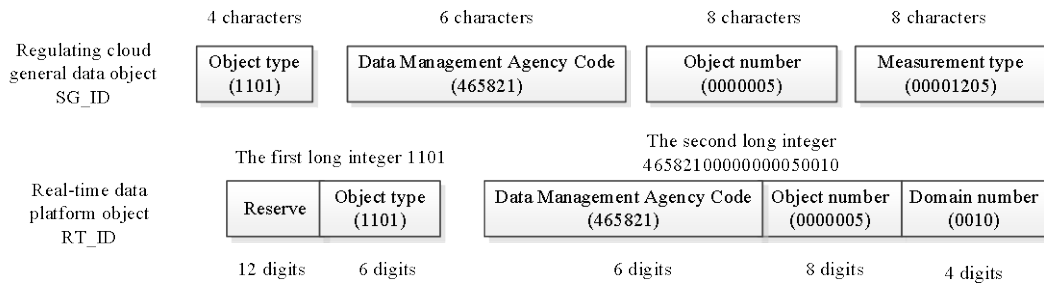 4 characters 6 characters 8 characters 8 characters
Regulating cloud
general data object
SG_ID
Object type
(1101)
Data Management Agency Code
(465821)
Object number
(0000005)
Measurement type
(00001205)
The first long integer 1101
The second long integer
46582100000000050010
Real-time data
platform object
RT_ID
Reserve
Object type
(1101)
Data Management Agency Code
(465821)
Object number
(0000005)
Domain number
(0010)
12 digits 6 digits 6 digits 8 digits 4 digits